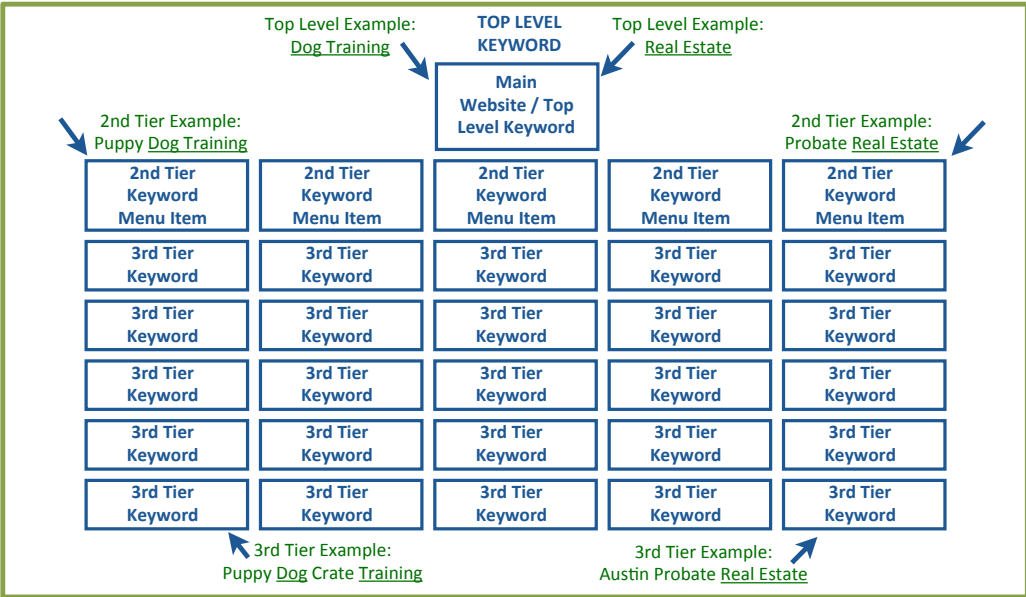 Top Level Example:
Dog Training
TOP LEVEL
KEYWORD
Top Level Example:
Real Estate
Main
Website / Top
Level Keyword
2nd Tier Example:
Puppy Dog Training
2nd Tier Example:
Probate Real Estate
2nd Tier
Keyword
Menu Item
2nd Tier
Keyword
Menu Item
2nd Tier
Keyword
Menu Item
2nd Tier
Keyword
Menu Item
2nd Tier
Keyword
Menu Item
3rd Tier
Keyword
3rd Tier
Keyword
3rd Tier
Keyword
3rd Tier
Keyword
3rd Tier
Keyword
3rd Tier
Keyword
3rd Tier
Keyword
3rd Tier
Keyword
3rd Tier
Keyword
3rd Tier
Keyword
3rd Tier
Keyword
3rd Tier
Keyword
3rd Tier
Keyword
3rd Tier
Keyword
3rd Tier
Keyword
3rd Tier
Keyword
3rd Tier
Keyword
3rd Tier
Keyword
3rd Tier
Keyword
3rd Tier
Keyword
3rd Tier
Keyword
3rd Tier
Keyword
3rd Tier
Keyword
3rd Tier
Keyword
3rd Tier
Keyword
3rd Tier Example:
Puppy Dog Crate Training
3rd Tier Example:
Austin Probate Real Estate